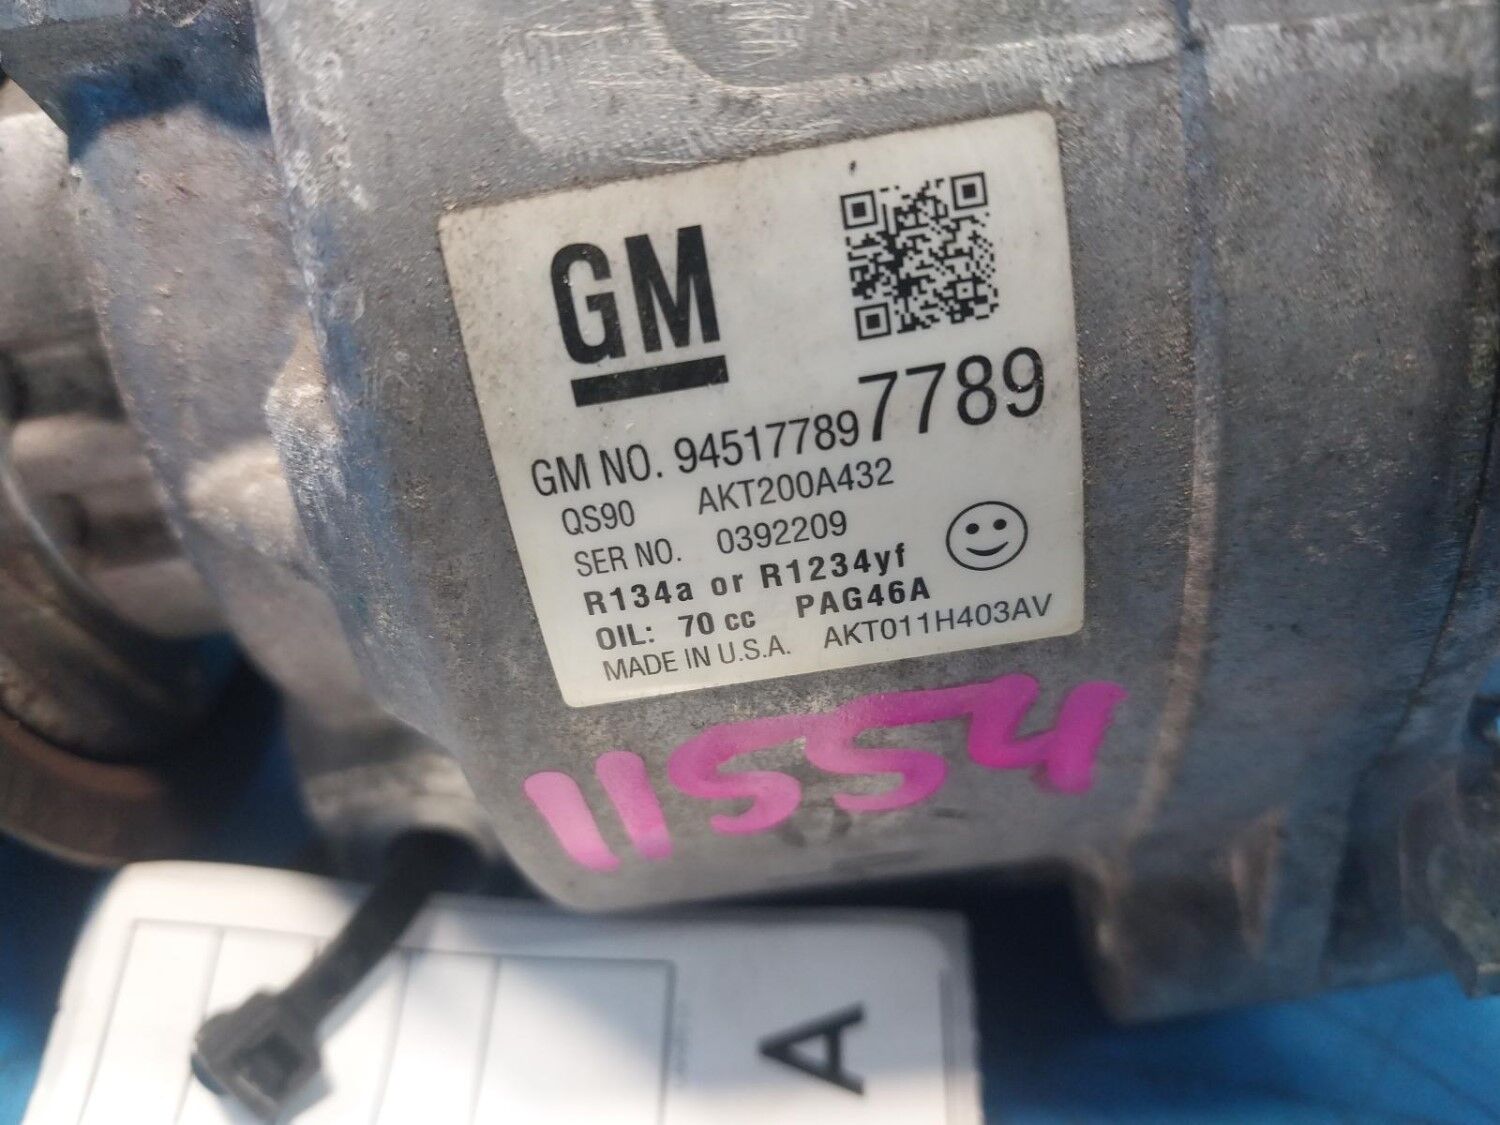 GM
GM NO. 94517789 7789
QS90 AKT200A432
SER NO. 0392209
R134a or R1234yf
OIL: 70 cc PAG46A
MADE IN U.S.A. AKT011H403AV
11554
A